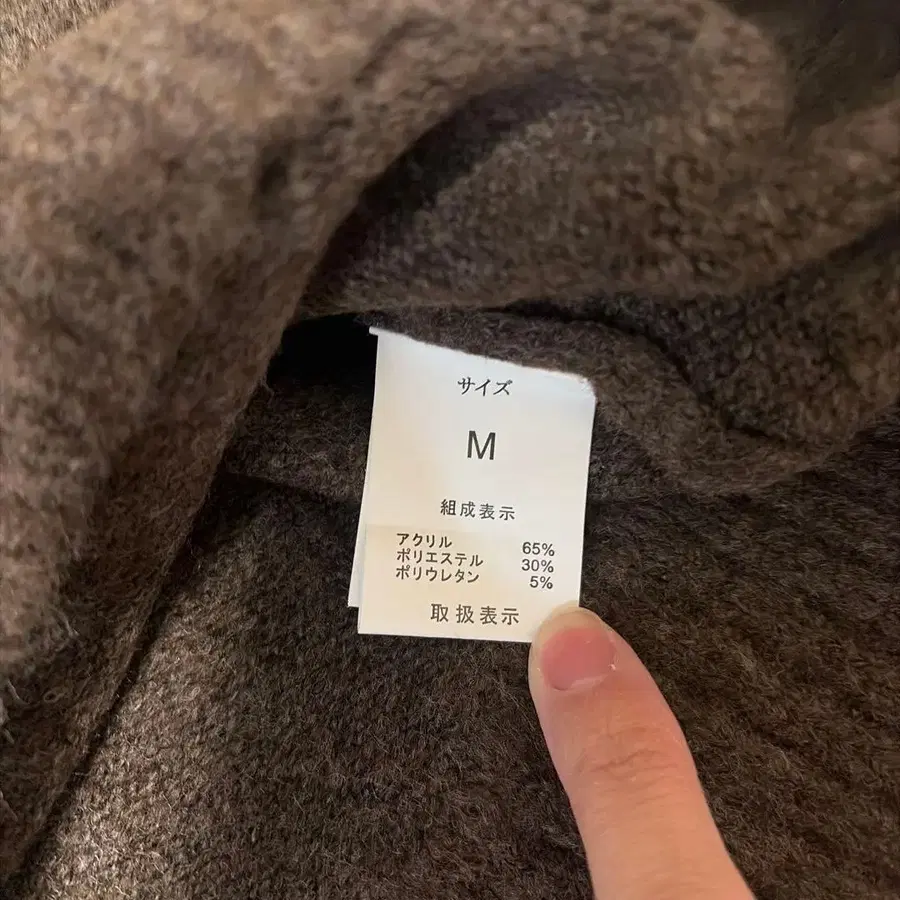 サイズ
M
組成表示
アクリル 65%
ポリエステル 30%
ポリウレタン 5%
取扱表示